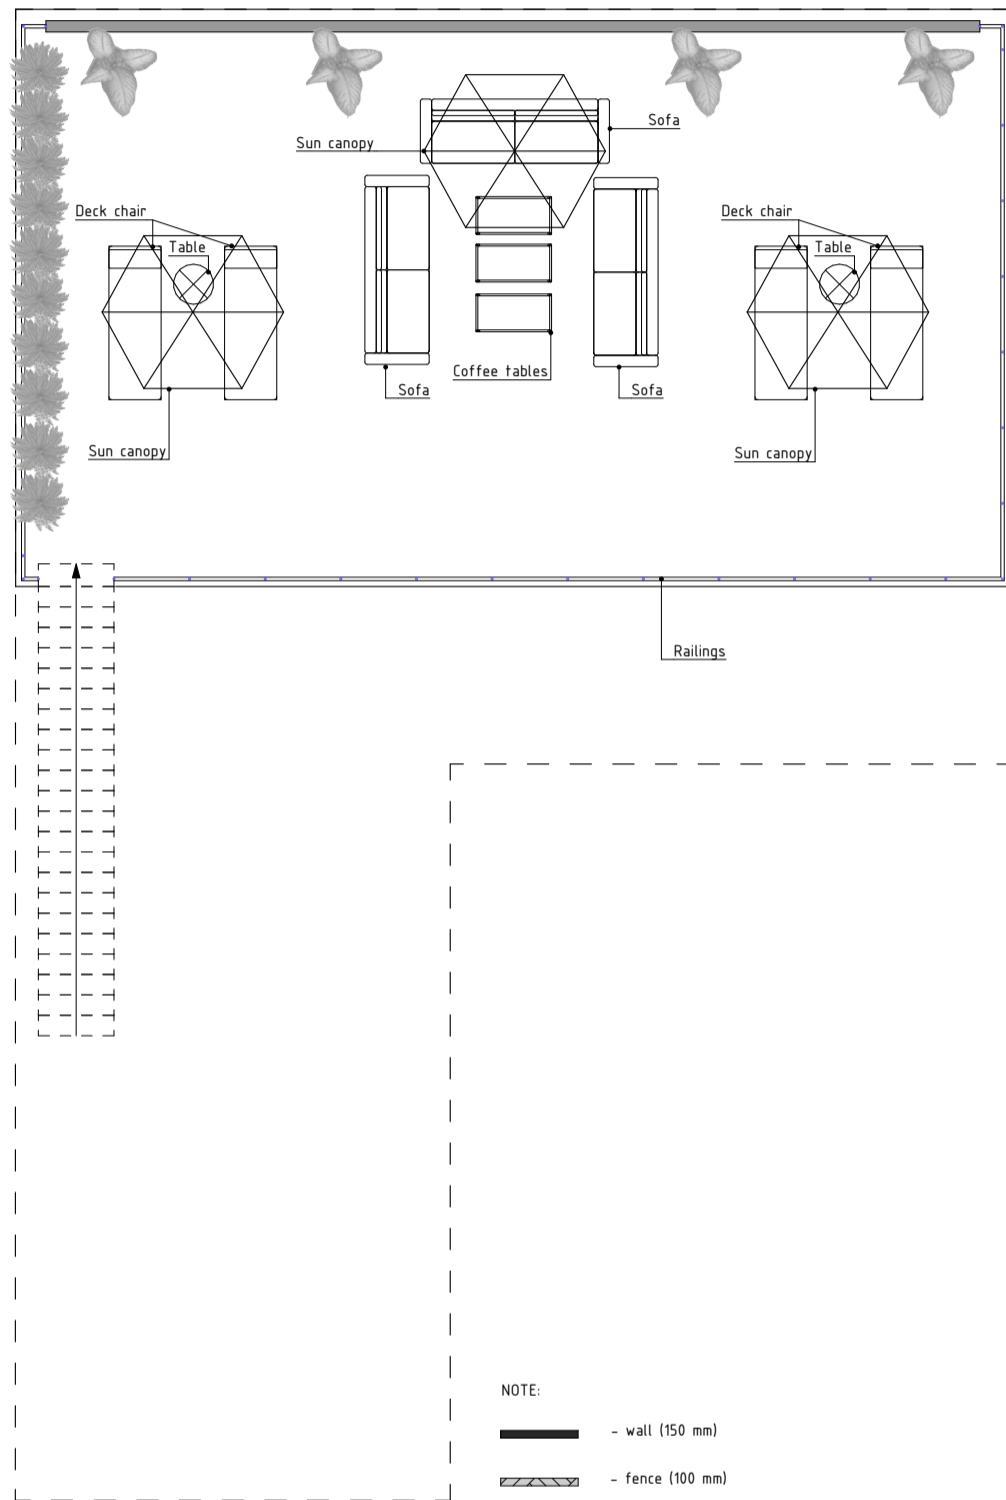 Sofa
Sun canopy
Deck chair
Table
Deck chair
Table
Coffee tables
Sofa
Sofa
Sun canopy
Sun canopy
Railings
NOTE:
- wall (150 mm)
- fence (100 mm)